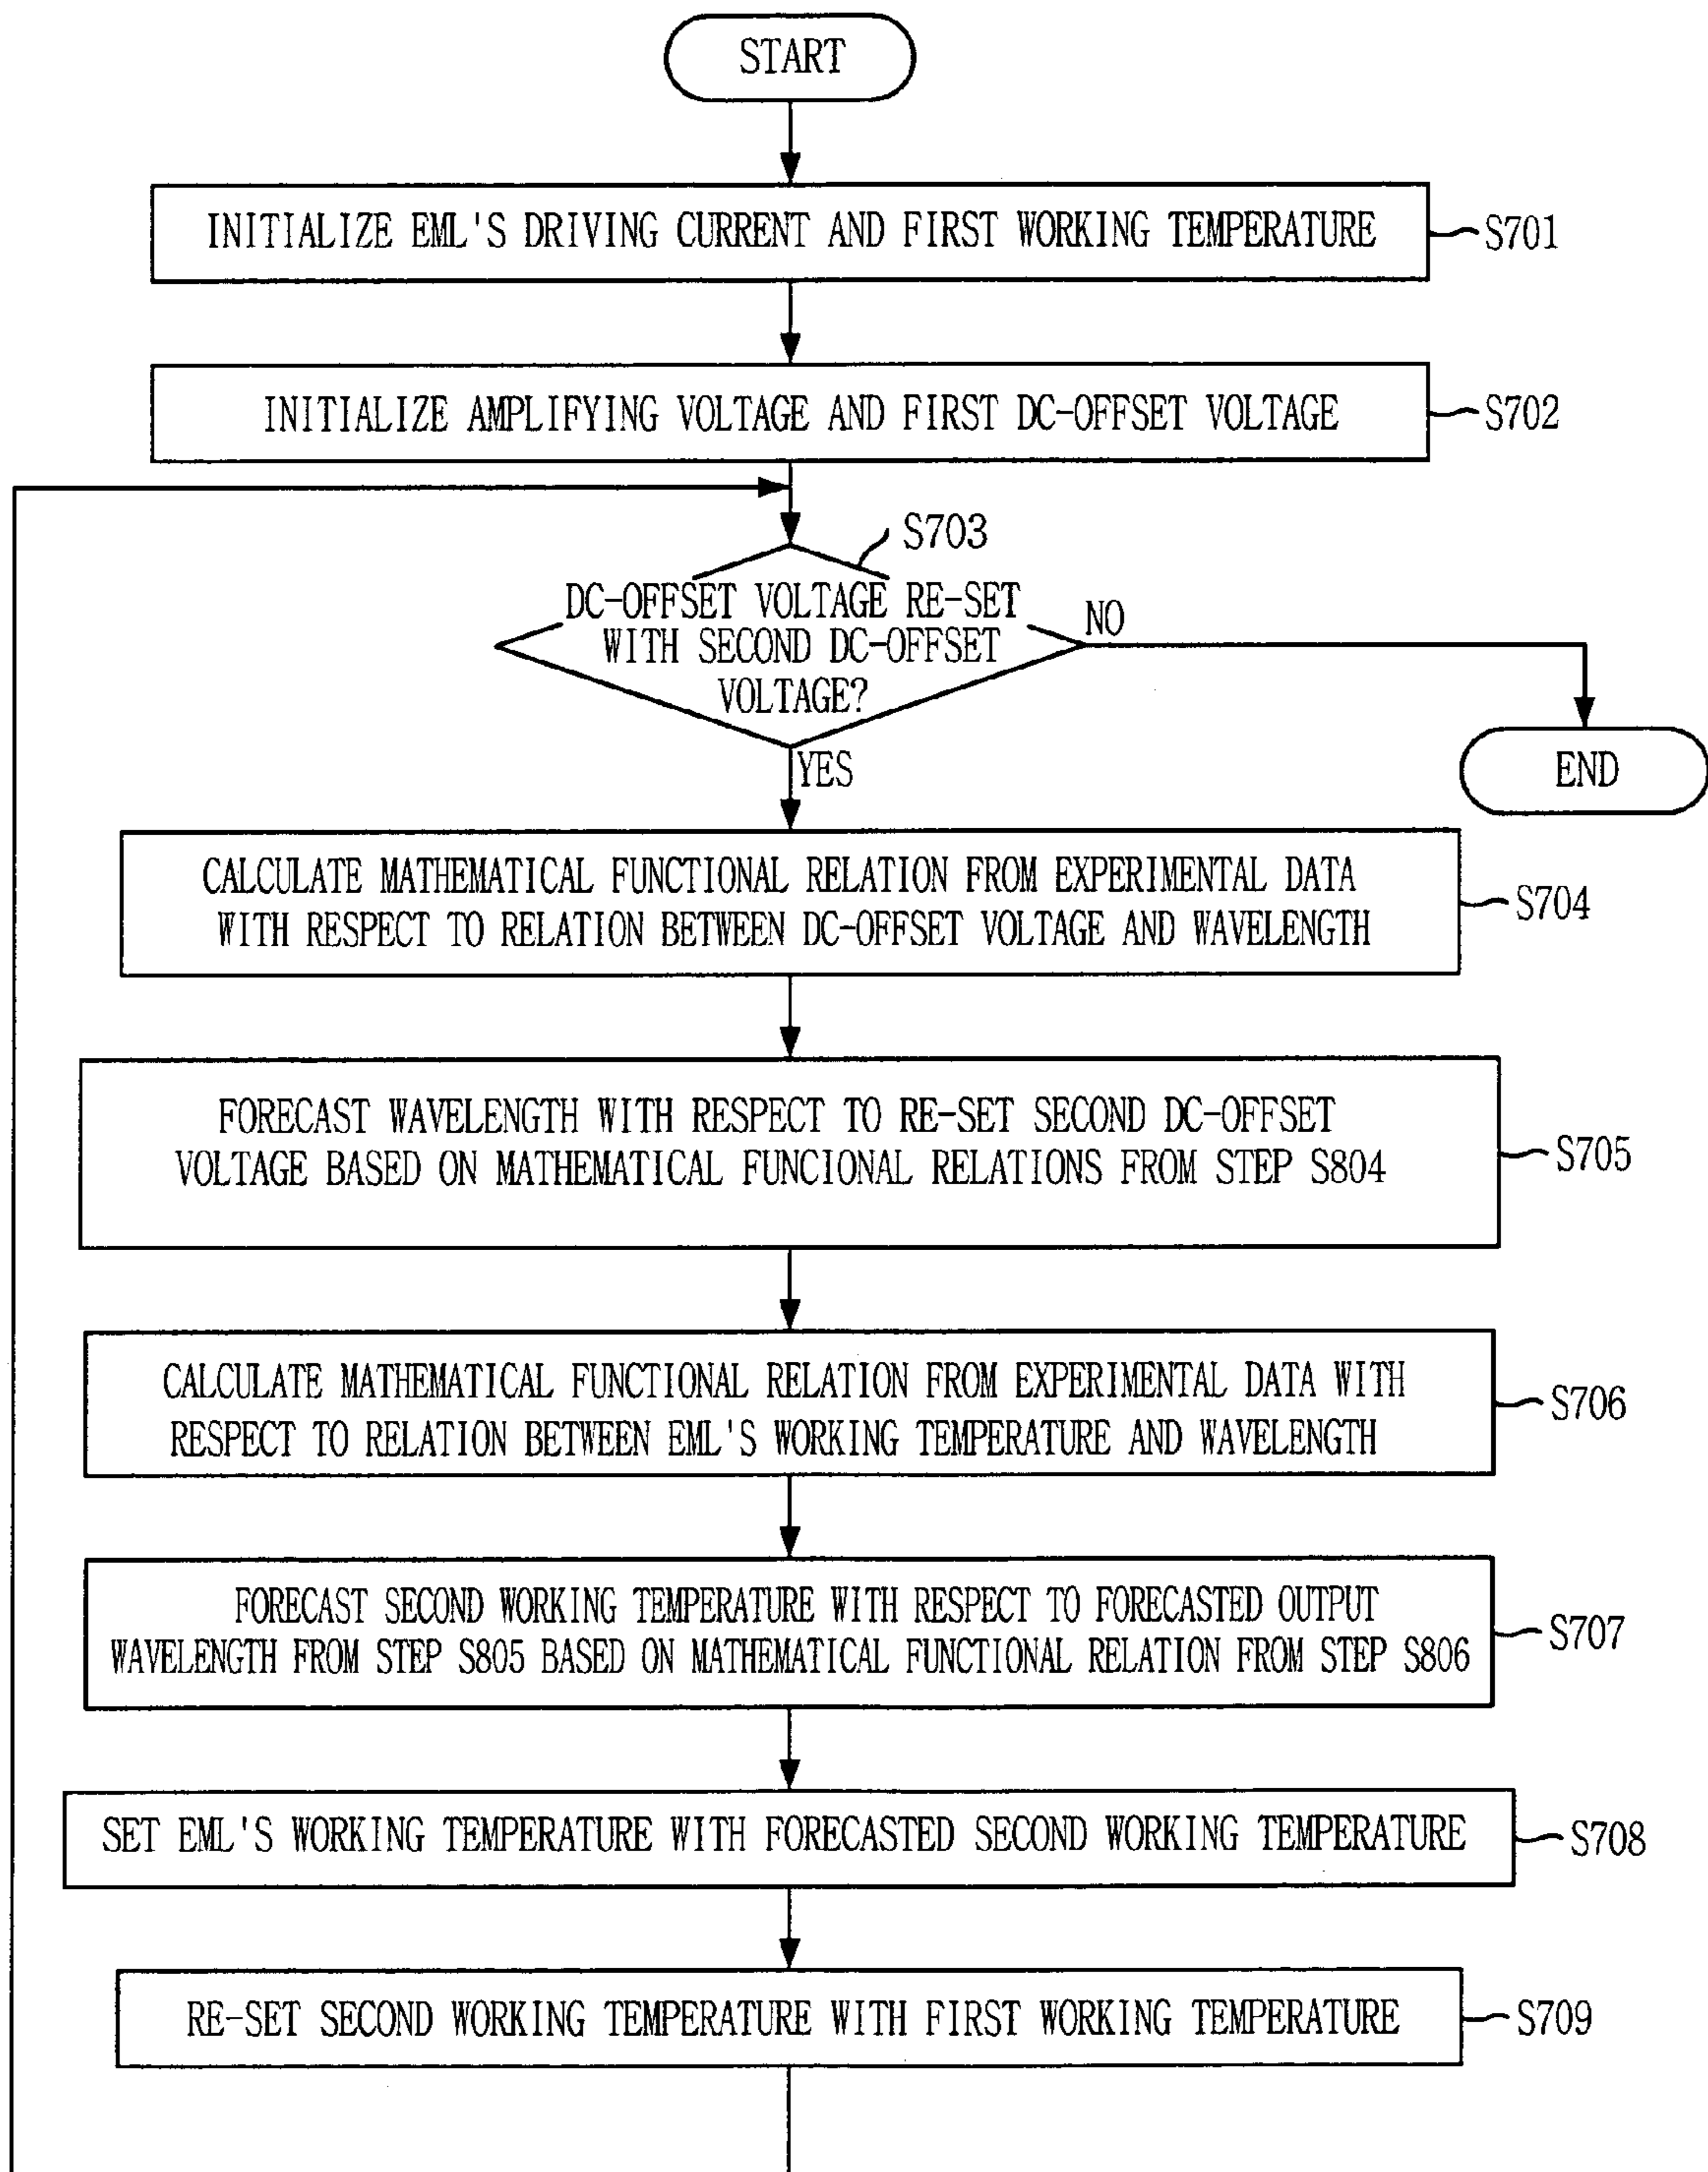 START
INITIALIZE EML'S DRIVING CURRENT AND FIRST WORKING TEMPERATURE
S701
INITIALIZE AMPLIFYING VOLTAGE AND FIRST DC-OFFSET VOLTAGE
S702
S703
DC-OFFSET VOLTAGE RE-SET
WITH SECOND DC-OFFSET
VOLTAGE?
NO
END
YES
CALCULATE MATHEMATICAL FUNCTIONAL RELATION FROM EXPERIMENTAL DATA
WITH RESPECT TO RELATION BETWEEN DC-OFFSET VOLTAGE AND WAVELENGTH
S704
FORECAST WAVELENGTH WITH RESPECT TO RE-SET SECOND DC-OFFSET
VOLTAGE BASED ON MATHEMATICAL FUNCIONAL RELATIONS FROM STEP S804
S705
CALCULATE MATHEMATICAL FUNCTIONAL RELATION FROM EXPERIMENTAL DATA WITH
RESPECT TO RELATION BETWEEN EML'S WORKING TEMPERATURE AND WAVELENGTH
S706
FORECAST SECOND WORKING TEMPERATURE WITH RESPECT TO FORECASTED OUTPUT
WAVELENGTH FROM STEP S805 BASED ON MATHEMATICAL FUNCTIONAL RELATION FROM STEP S806
S707
SET EML'S WORKING TEMPERATURE WITH FORECASTED SECOND WORKING TEMPERATURE
S708
RE-SET SECOND WORKING TEMPERATURE WITH FIRST WORKING TEMPERATURE
S709